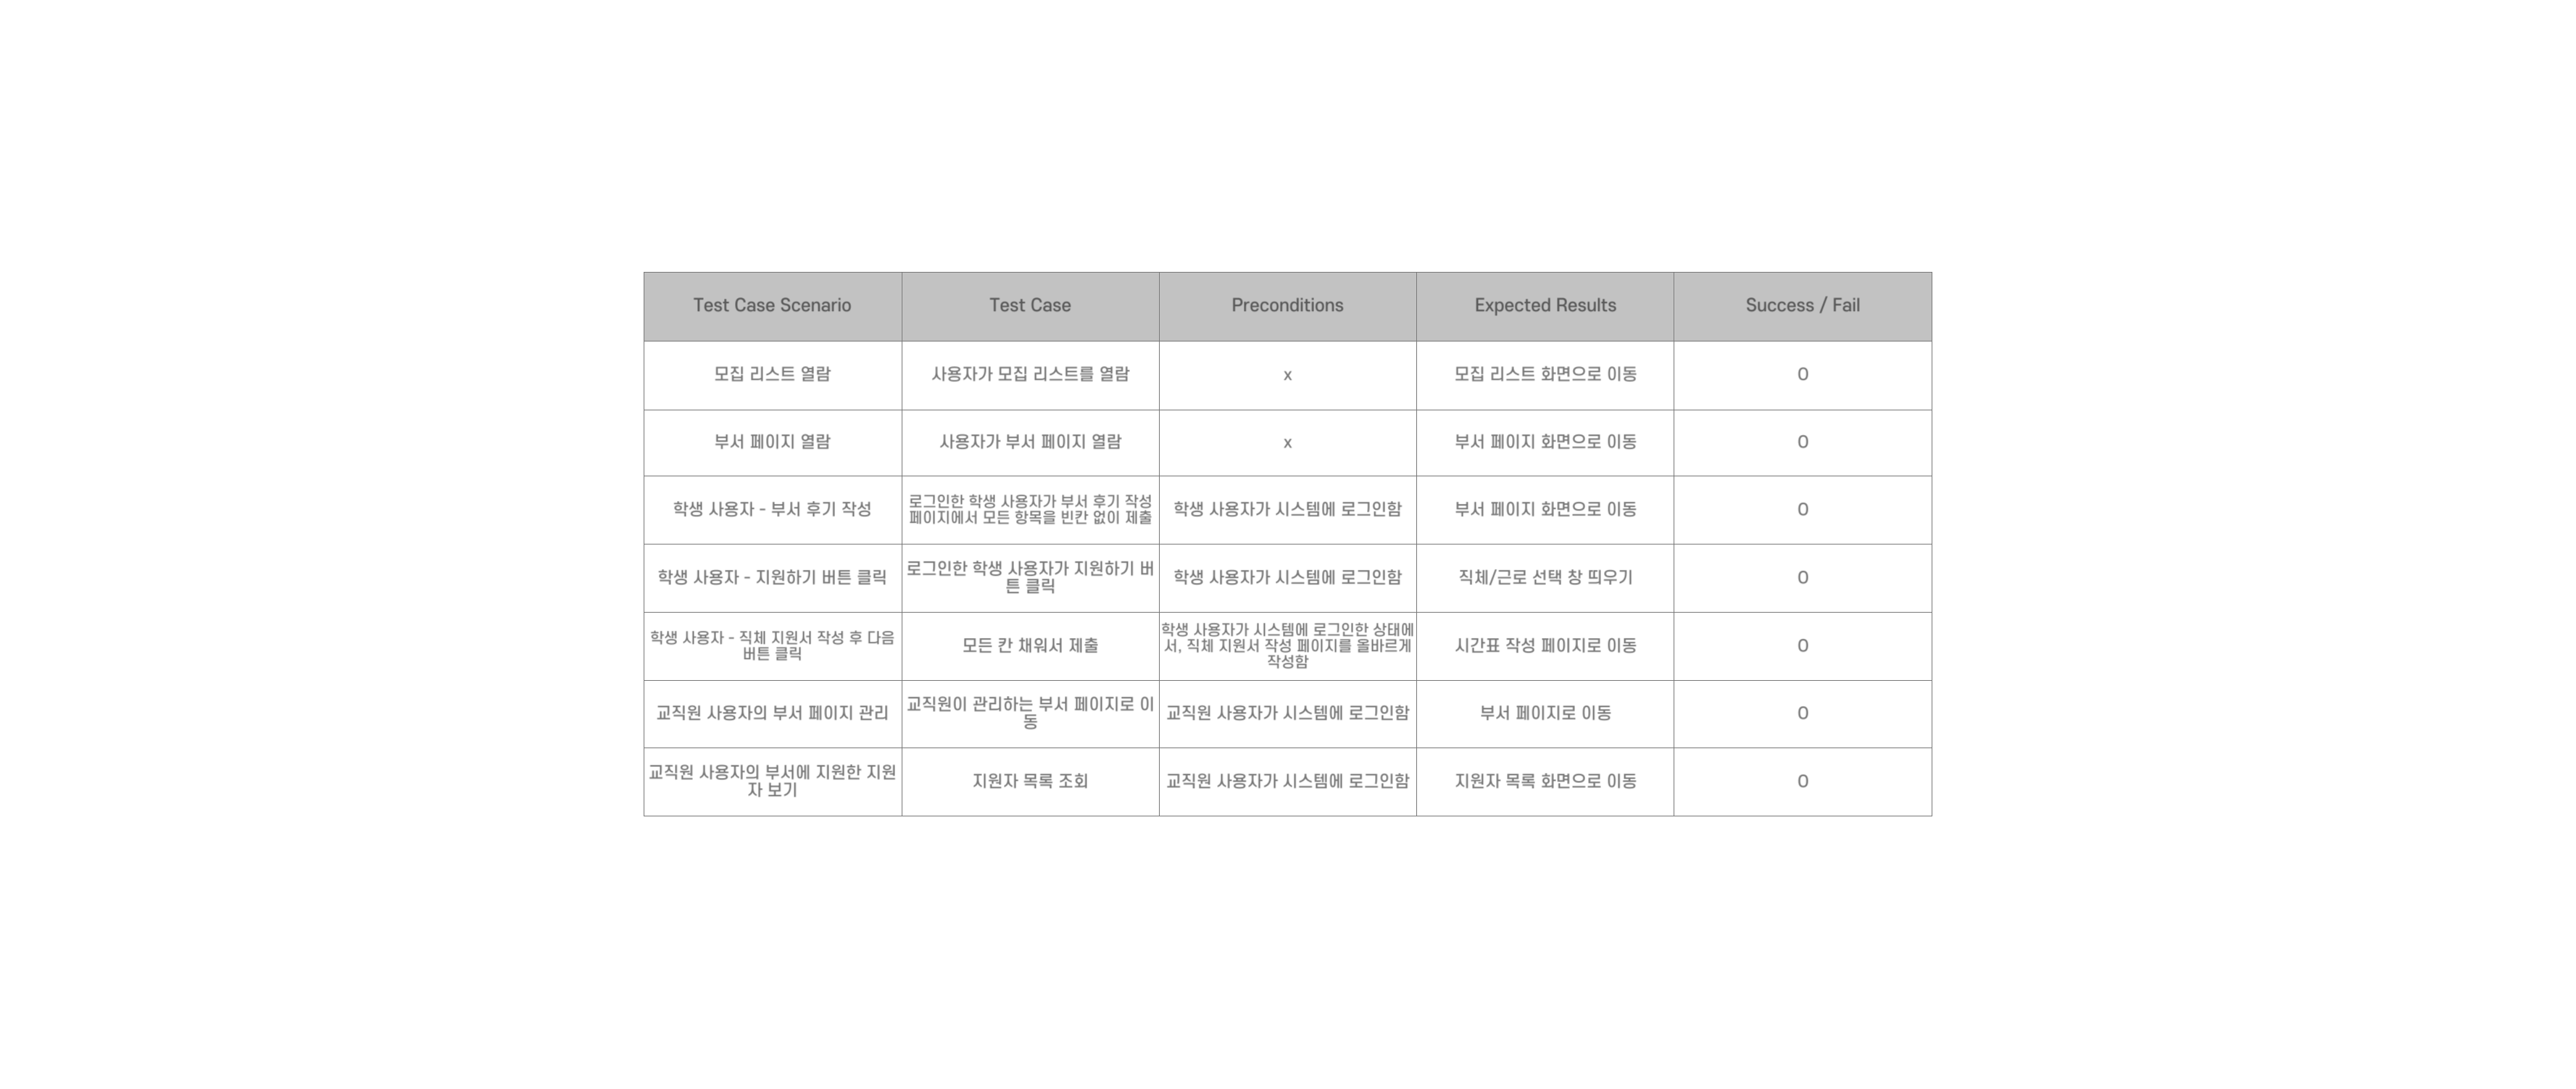 Test Case Scenario
Test Case
Preconditions
Expected Results
Success / Fail
모집 리스트 열람
사용자가 모집 리스트를 열람
x
모집 리스트 화면으로 이동
O
부서 페이지 열람
사용자가 부서 페이지 열람
x
부서 페이지 화면으로 이동
O
학생 사용자 - 부서 후기 작성
로그인한 학생 사용자가 부서 후기 작성
페이지에서 모든 항목을 빈칸 없이 제출
학생 사용자가 시스템에 로그인함
부서 페이지 화면으로 이동
O
학생 사용자 - 지원하기 버튼 클릭
로그인한 학생 사용자가 지원하기 버
튼 클릭
학생 사용자가 시스템에 로그인함
직체/근로 선택 창 띄우기
O
학생 사용자 - 직체 지원서 작성 후 다음
버튼 클릭
모든 칸 채워서 제출
학생 사용자가 시스템에 로그인한 상태에
서, 직체 지원서 작성 페이지를 올바르게
작성함
시간표 작성 페이지로 이동
O
교직원 사용자의 부서 페이지 관리
교직원이 관리하는 부서 페이지로 이
동
교직원 사용자가 시스템에 로그인함
부서 페이지로 이동
O
교직원 사용자의 부서에 지원한 지원
자 보기
지원자 목록 조회
교직원 사용자가 시스템에 로그인함
지원자 목록 화면으로 이동
O